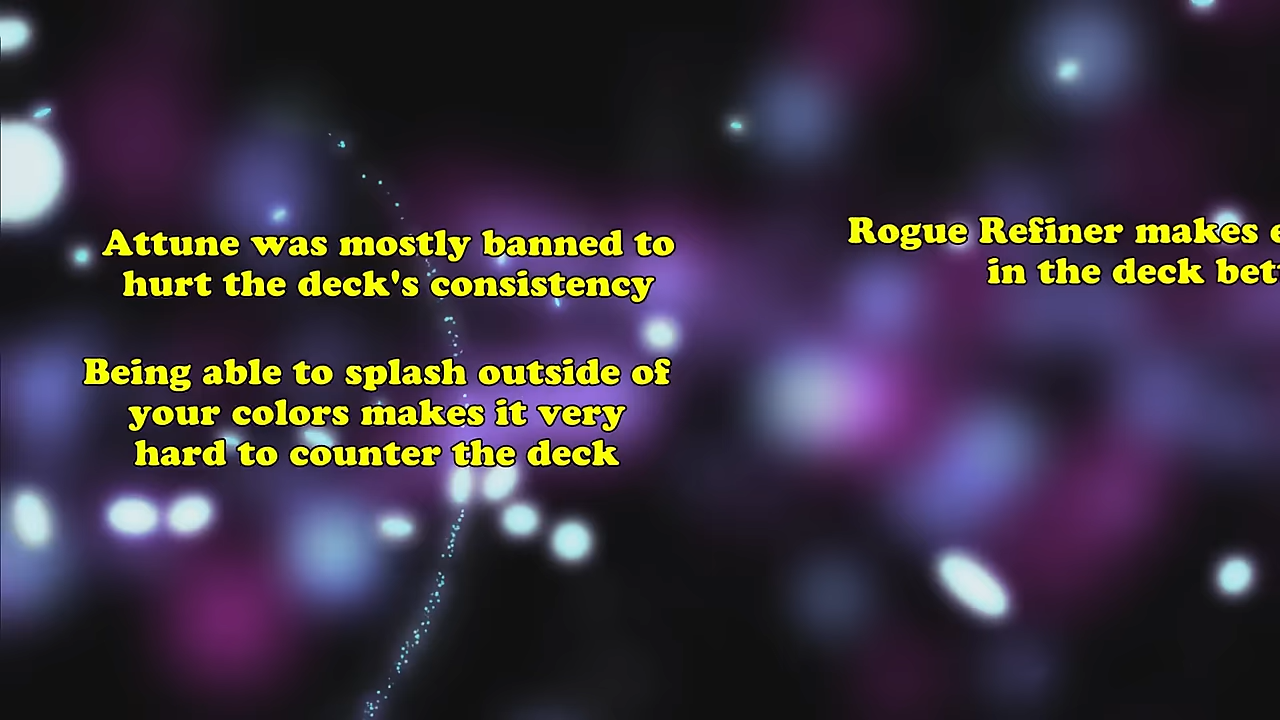 Attune was mostly banned to
hurt the deck's consistency
Being able to splash outside of
your colors makes it very
hard to counter the deck
Rogue Refiner makes
in the deck